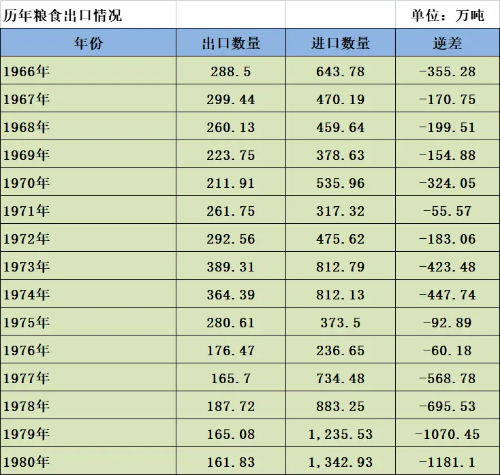 历年粮食出口情况 单位：万吨
年份 出口数量 进口数量 逆差
1966年 288.5 643.78 -355.28
1967年 299.44 470.19 -170.75
1968年 260.13 459.64 -199.51
1969年 223.75 378.63 -154.88
1970年 211.91 535.96 -324.05
1971年 261.75 317.32 -55.57
1972年 292.56 475.62 -183.06
1973年 389.31 812.79 -423.48
1974年 364.39 812.13 -447.74
1975年 280.61 373.5 -92.89
1976年 176.47 236.65 -60.18
1977年 165.7 734.48 -568.78
1978年 187.72 883.25 -695.53
1979年 165.08 1,235.53 -1070.45
1980年 161.83 1,342.93 -1181.1